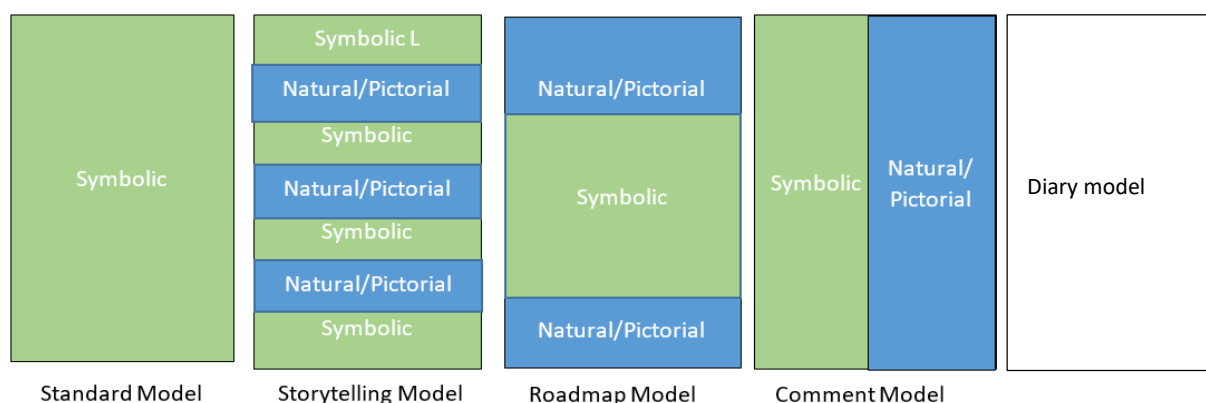 Symbolic
Symbolic L
Natural/Pictorial
Symbolic
Natural/Pictorial
Symbolic
Natural/Pictorial
Symbolic
Natural/Pictorial
Symbolic
Natural/Pictorial
Symbolic
Natural/
Pictorial
Diary model
Standard Model
Storytelling Model
Roadmap Model
Comment Model